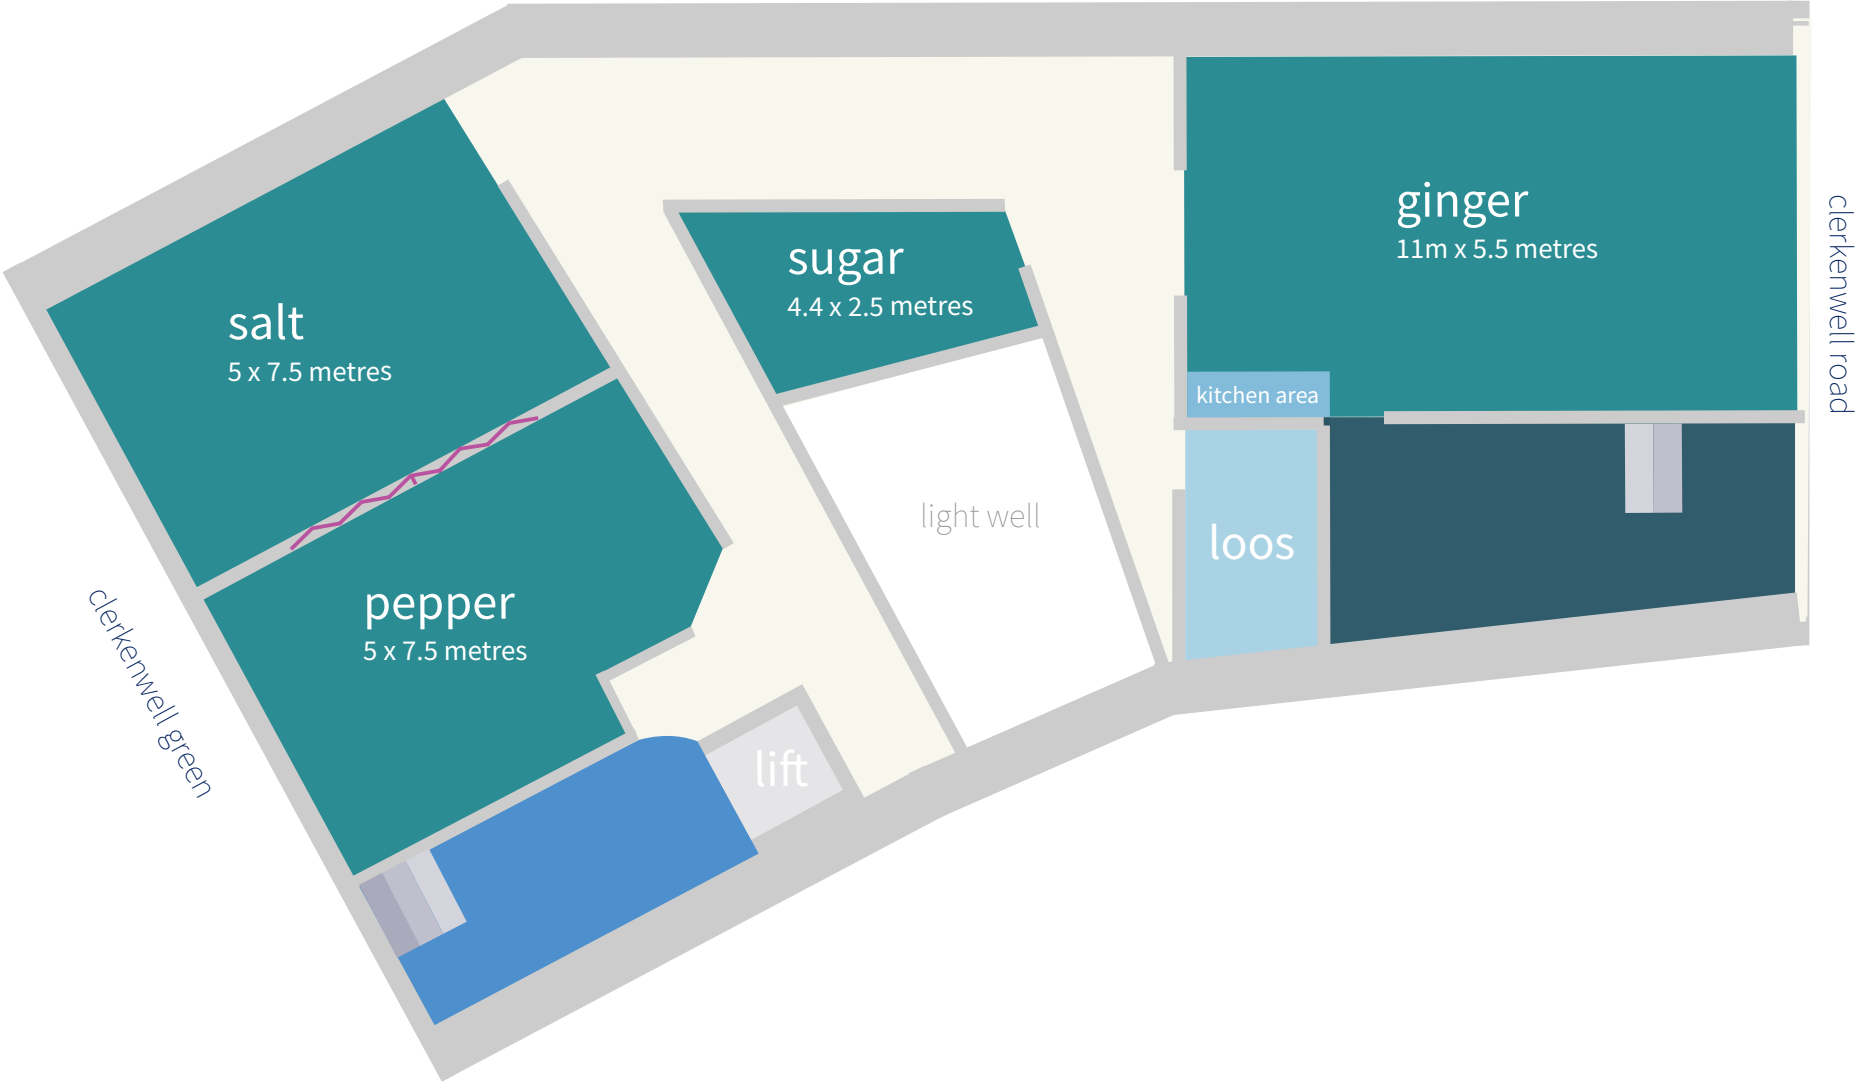 salt
5 x 7.5 metres
pepper
5 x 7.5 metres
sugar
4.4 x 2.5 metres
light well
lift
ginger
11m x 5.5 metres
kitchen area
loos
clerkenwell green
clerkenwell road